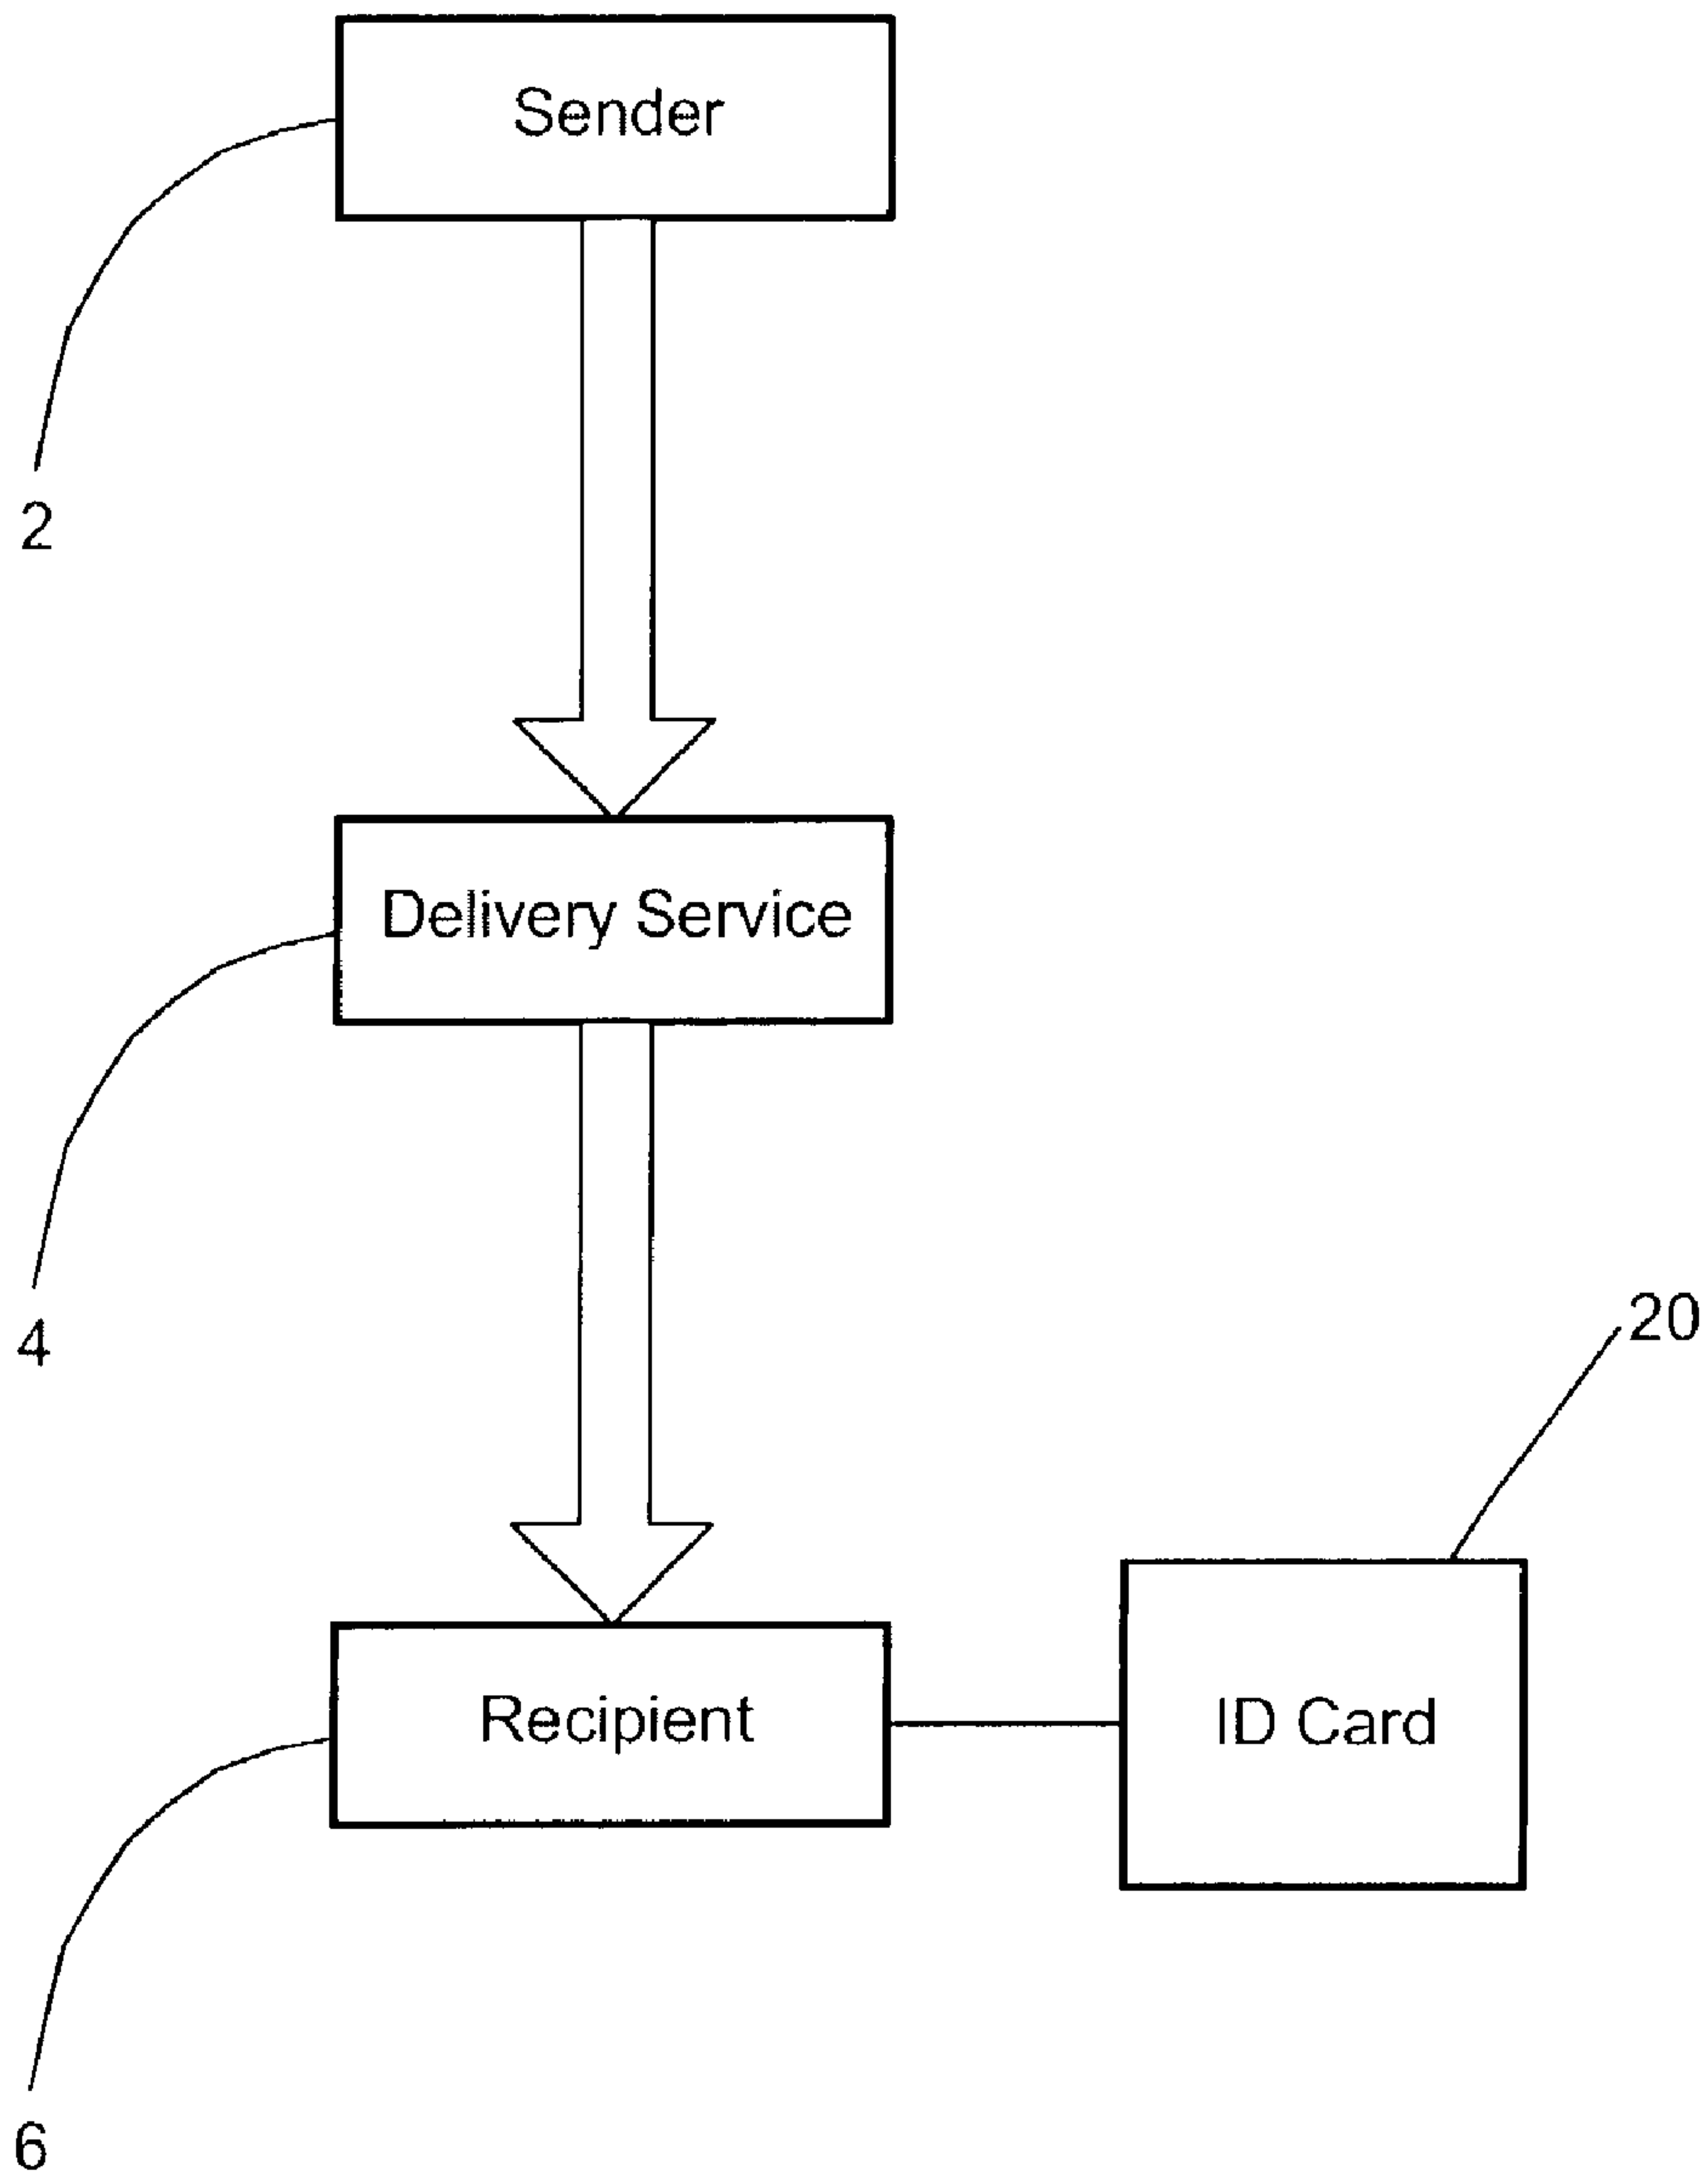 Sender
2
Delivery Service
4
20
Recipient
ID Card
6